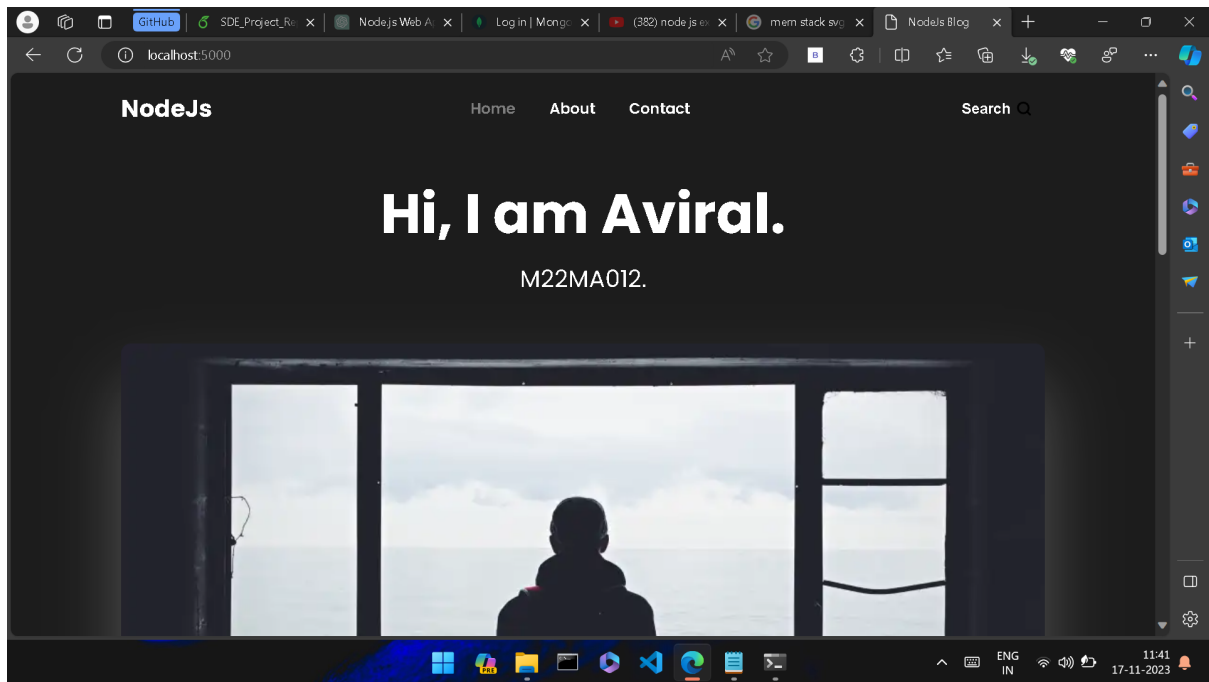 GitHub
SDE_Project_Re
Node.js Web A
Log in | Mongo
(382) node js ex
mern stack svg
NodeJs Blog
localhost:5000
B
NodeJs
Home
About
Contact
Search
Hi, I am Aviral.
M22MA012.
PRE
ENG
IN
11:41
17-11-2023